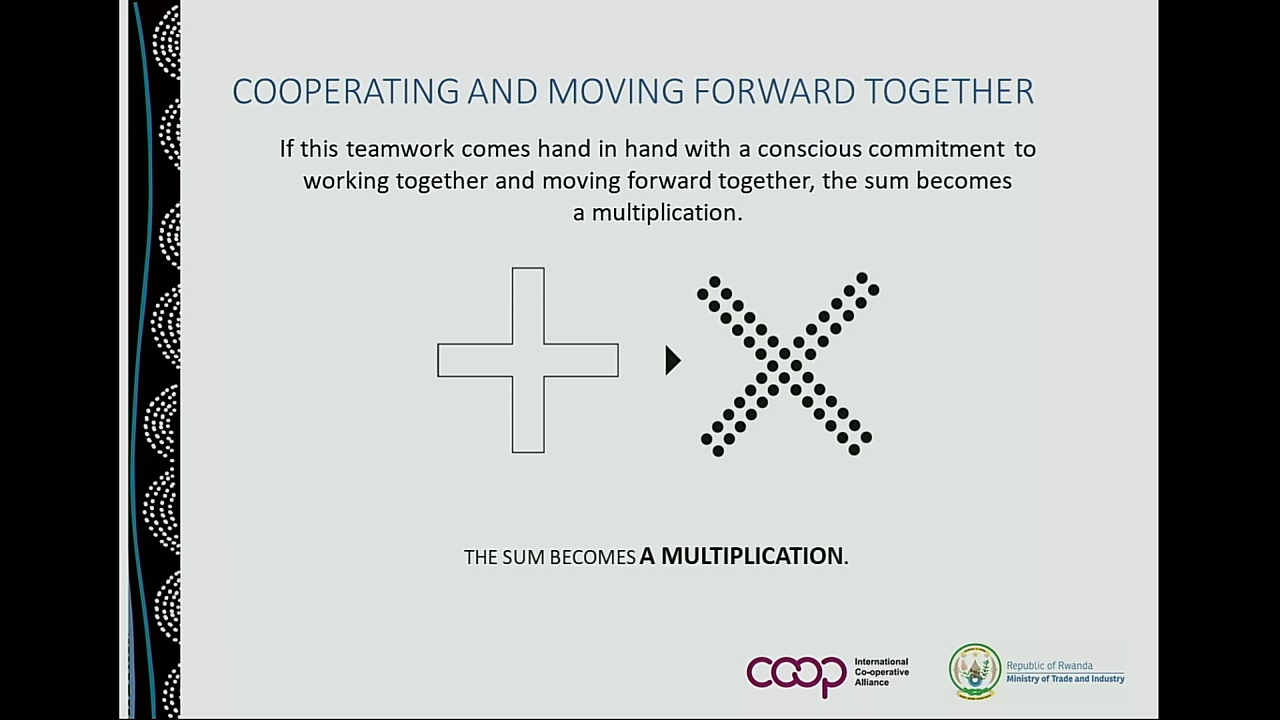 COOPERATING AND MOVING FORWARD TOGETHER
If this teamwork comes hand in hand with a conscious commitment to
working together and moving forward together, the sum becomes
a multiplication.
THE SUM BECOMES A MULTIPLICATION.
coop
International
Co-operative
Alliance
Republic of Rwanda
Ministry of Trade and Industry